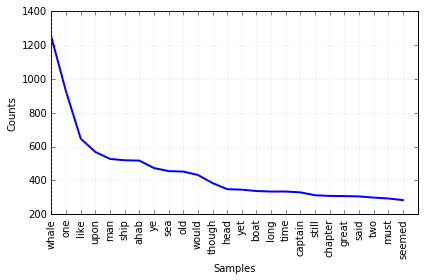 1400
1200
1000
800
600
400
200
Counts
whale
one
like
upon
man
ship
ahab
ye
sea
old
would
though
head
yet
boat
long
time
captain
still
chapter
great
said
two
must
seemed
Samples